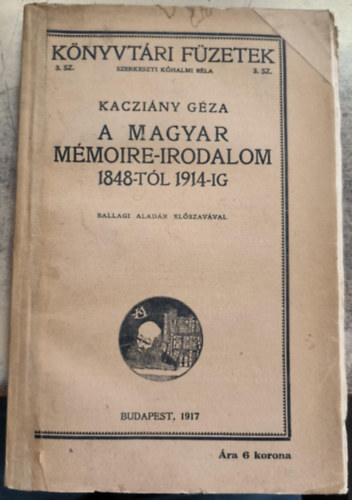 KÖNYVTÁRI FÜZETEK
3. SZ. SZERKESZTI KŐHALMI BÉLA 3. SZ.
KACZIÁNY GÉZA
A MAGYAR
MÉMOIRE-IRODALOM
1848-TÓL 1914-IG
BALLAGI ALADÁR ELŐSZAVÁVAL
BUDAPEST, 1917
Ára 6 korona